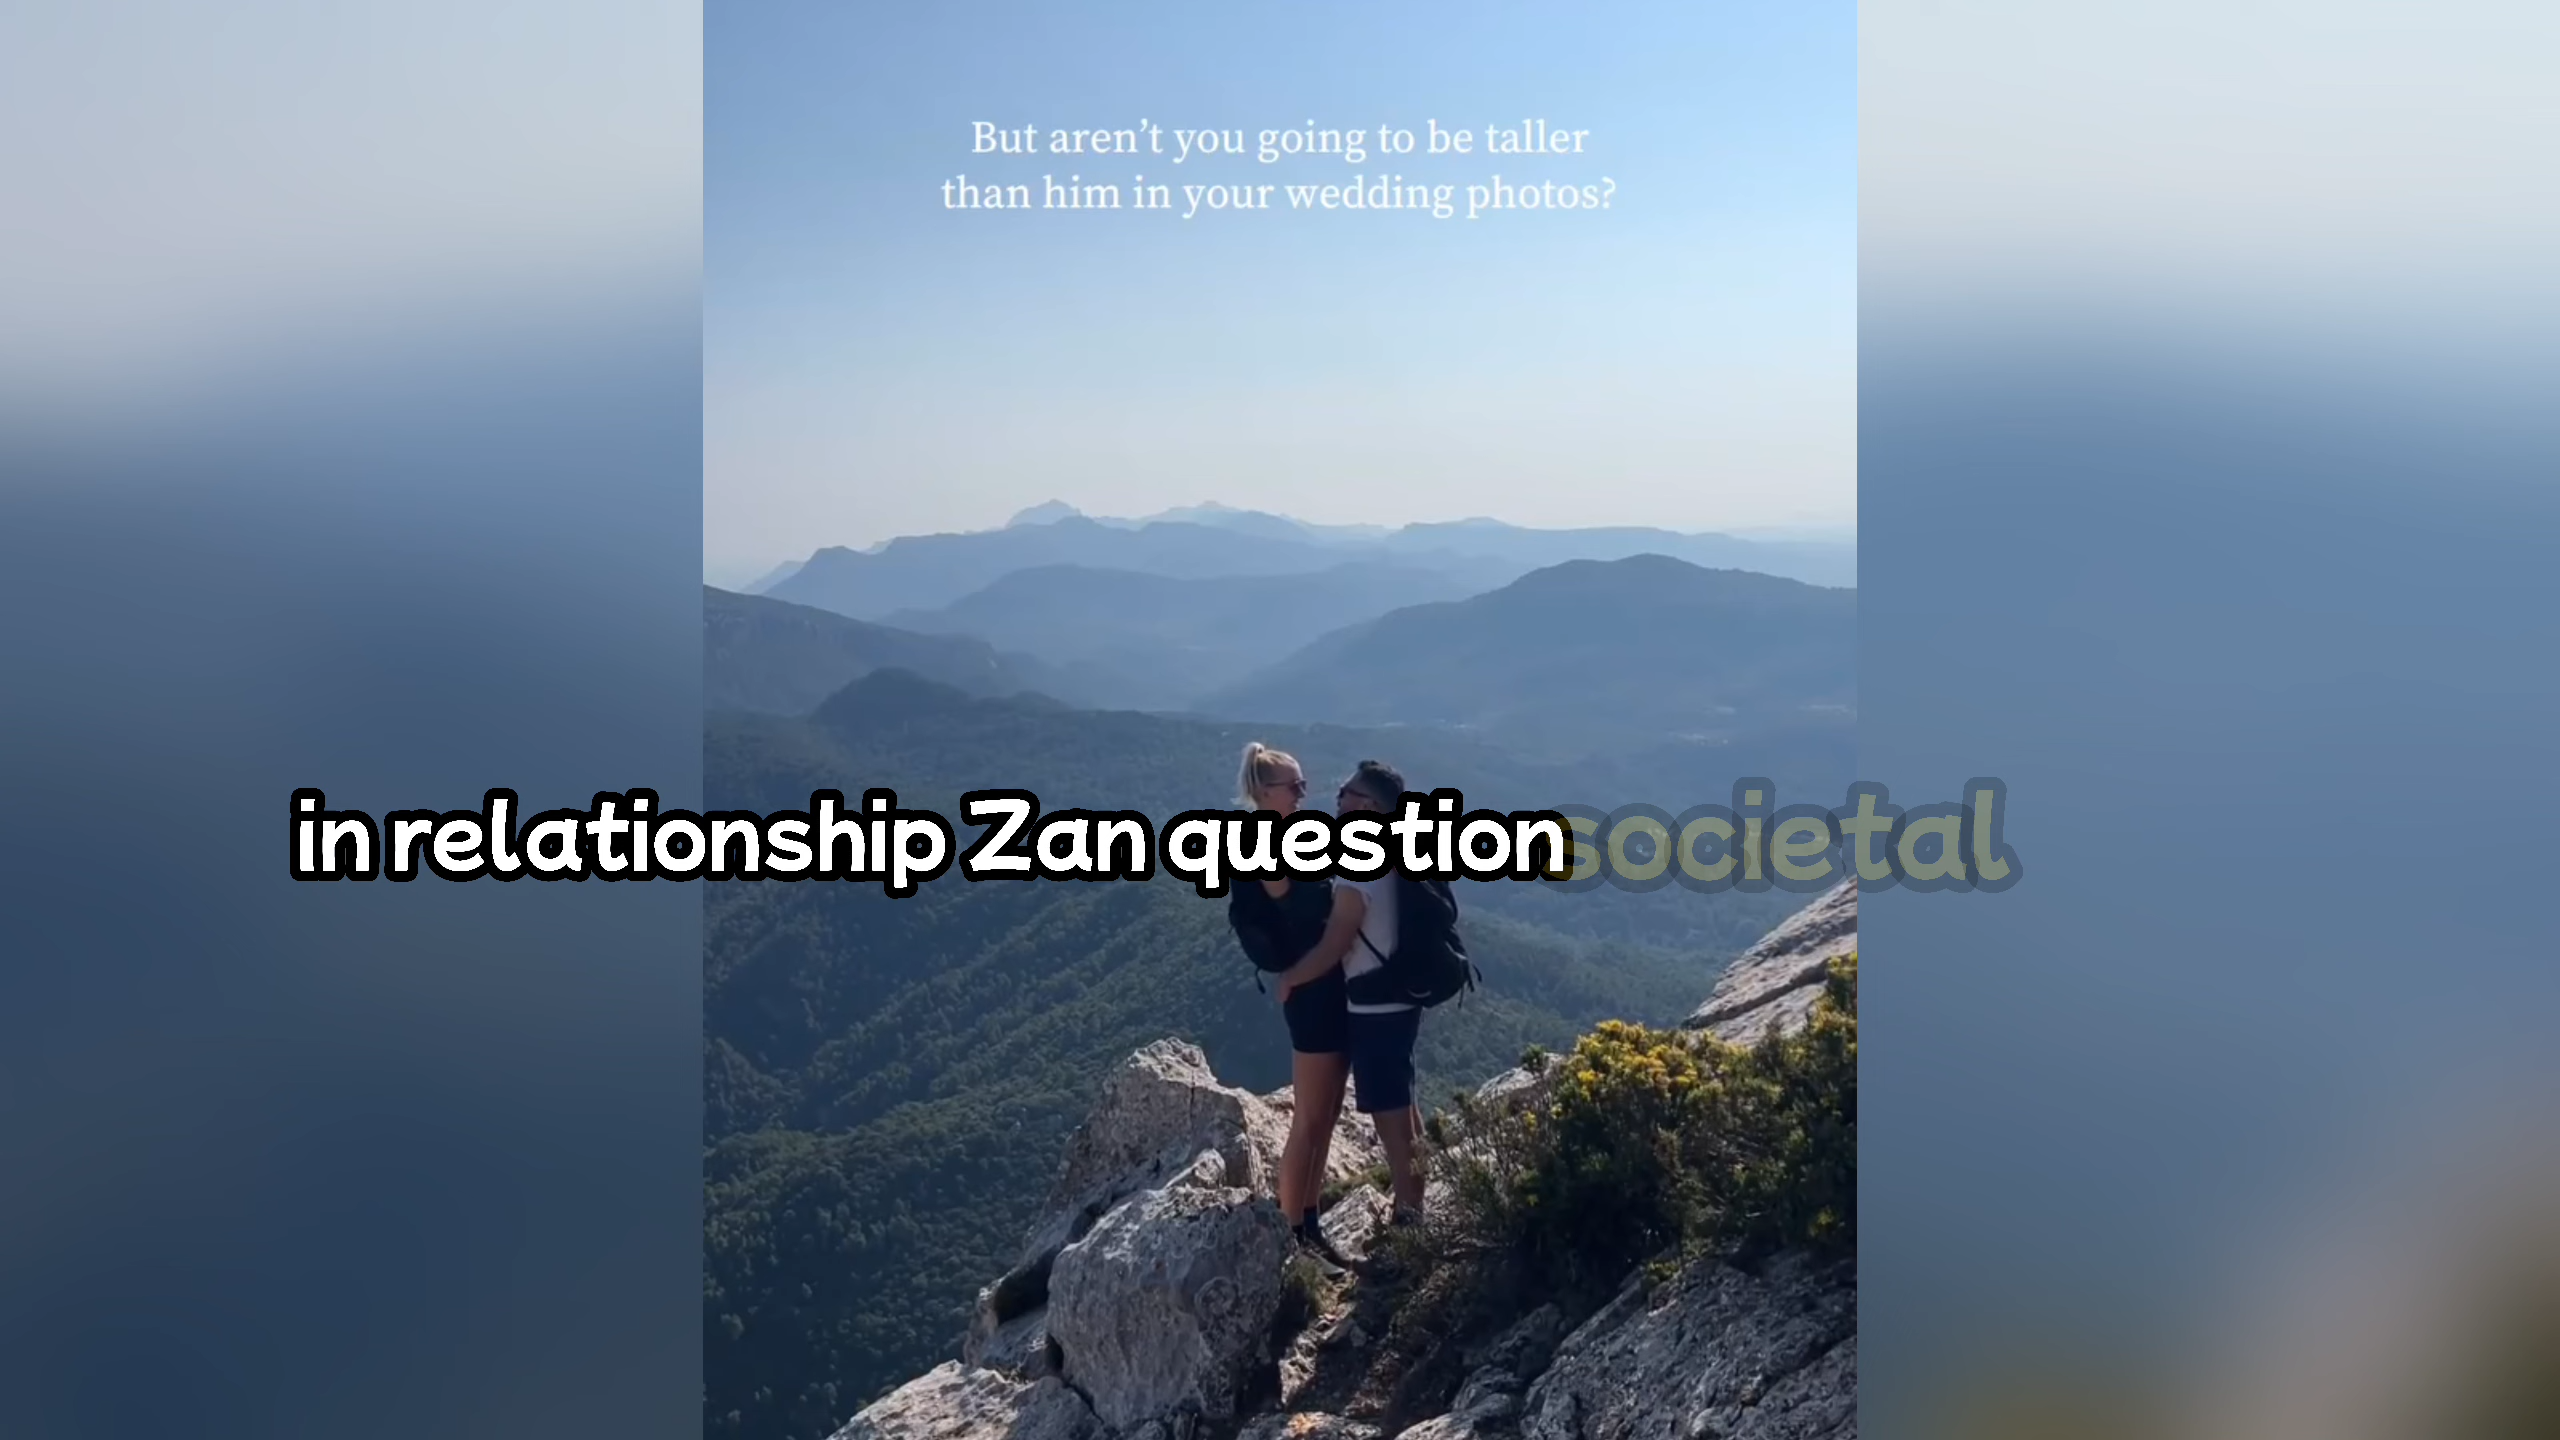 But aren’t you going to be taller
than him in your wedding photos?
in relationship Zan question societal